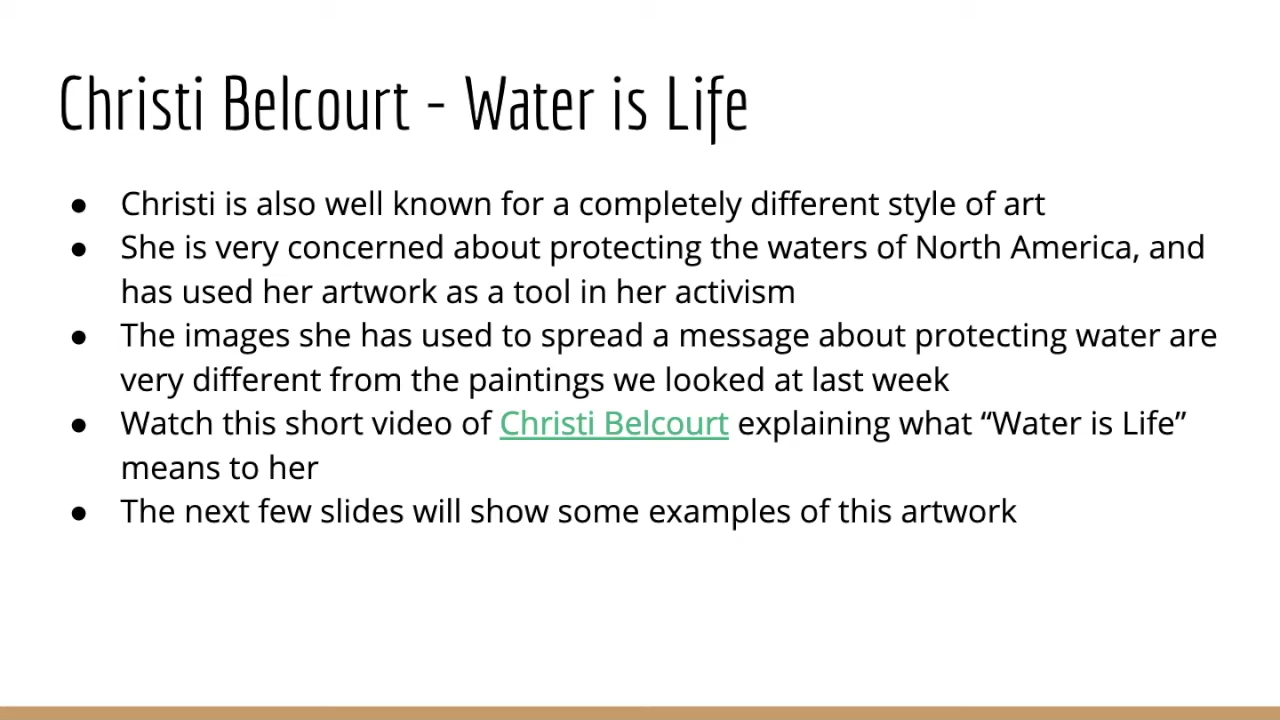 Christi Belcourt - Water is Life
● Christi is also well known for a completely different style of art
● She is very concerned about protecting the waters of North America, and
has used her artwork as a tool in her activism
● The images she has used to spread a message about protecting water are
very different from the paintings we looked at last week
● Watch this short video of Christi Belcourt explaining what “Water is Life”
means to her
● The next few slides will show some examples of this artwork